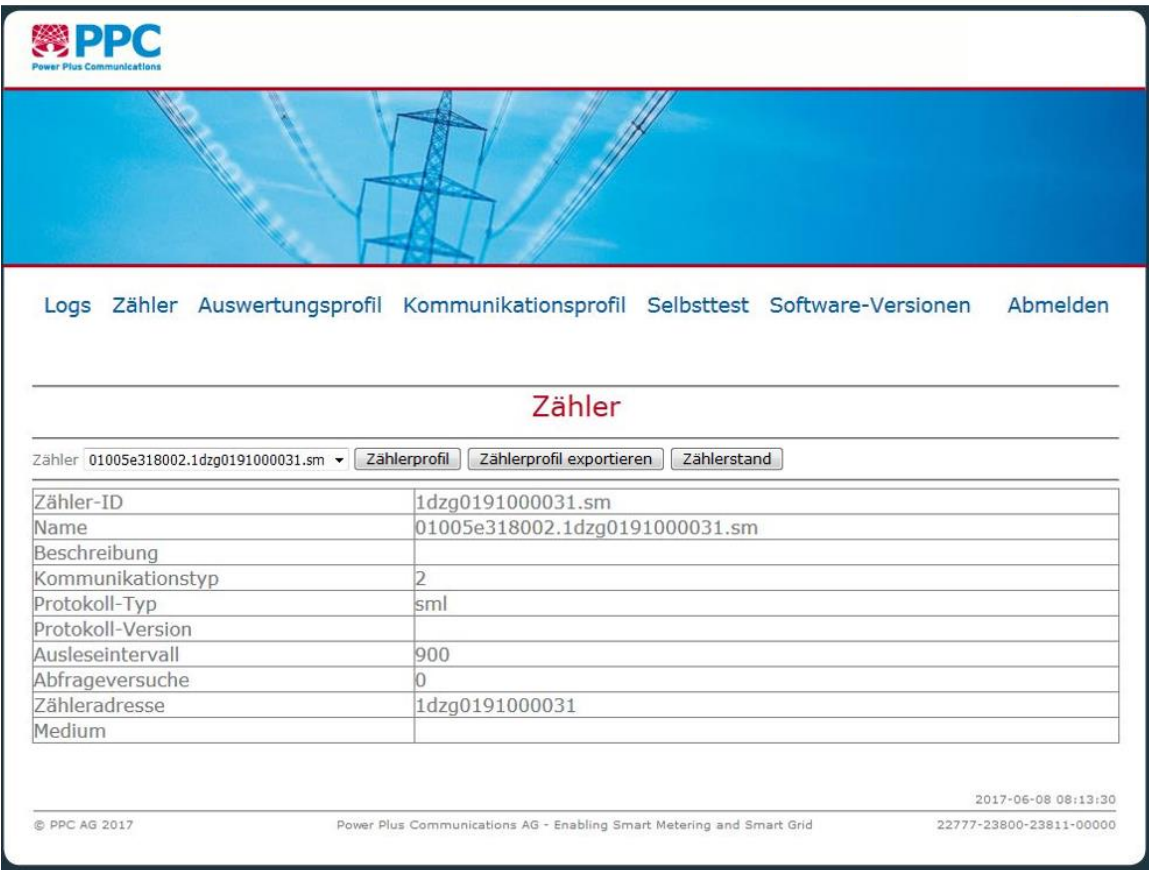 PPC
Power Plus Communications
Logs Zähler Auswertungsprofil Kommunikationsprofil Selbsttest Software-Versionen Abmelden
Zähler
Zähler 01005e318002.1dzg0191000031.sm Zählerprofil Zählerprofil exportieren Zählerstand
Zähler-ID 1dzg0191000031.sm
Name 01005e318002.1dzg0191000031.sm
Beschreibung
Kommunikationstyp 2
Protokoll-Typ sml
Protokoll-Version
Ausleseintervall 900
Abfrageversuche 0
Zähleradresse 1dzg0191000031
Medium
2017-06-08 08:13:30
© PPC AG 2017 Power Plus Communications AG - Enabling Smart Metering and Smart Grid 22777-23800-23811-00000